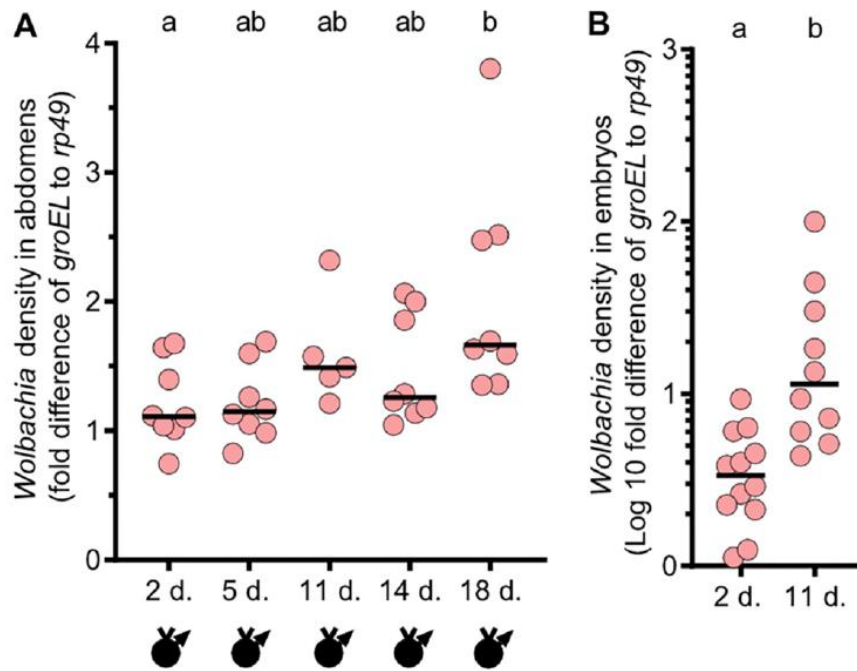 A
a ab ab ab b
Wolbachia density in abdomens
(fold difference of groEL to rp49)
4
3
2
1
0
2 d. 5 d. 11 d. 14 d. 18 d.
B
a b
Wolbachia density in embryos
(Log 10 fold difference of groEL to rp49)
3
2
1
0
2 d. 11 d.